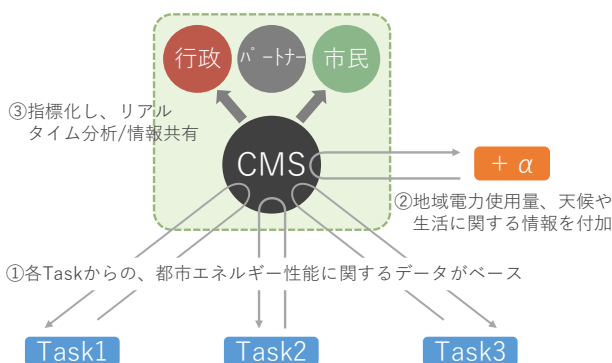 行政
パートナー
市民
③指標化し、リアル
タイム分析/情報共有
CMS
+ α
②地域電力使用量、天候や
生活に関する情報を付加
①各Taskからの、都市エネルギー性能に関するデータがベース
Task1
Task2
Task3